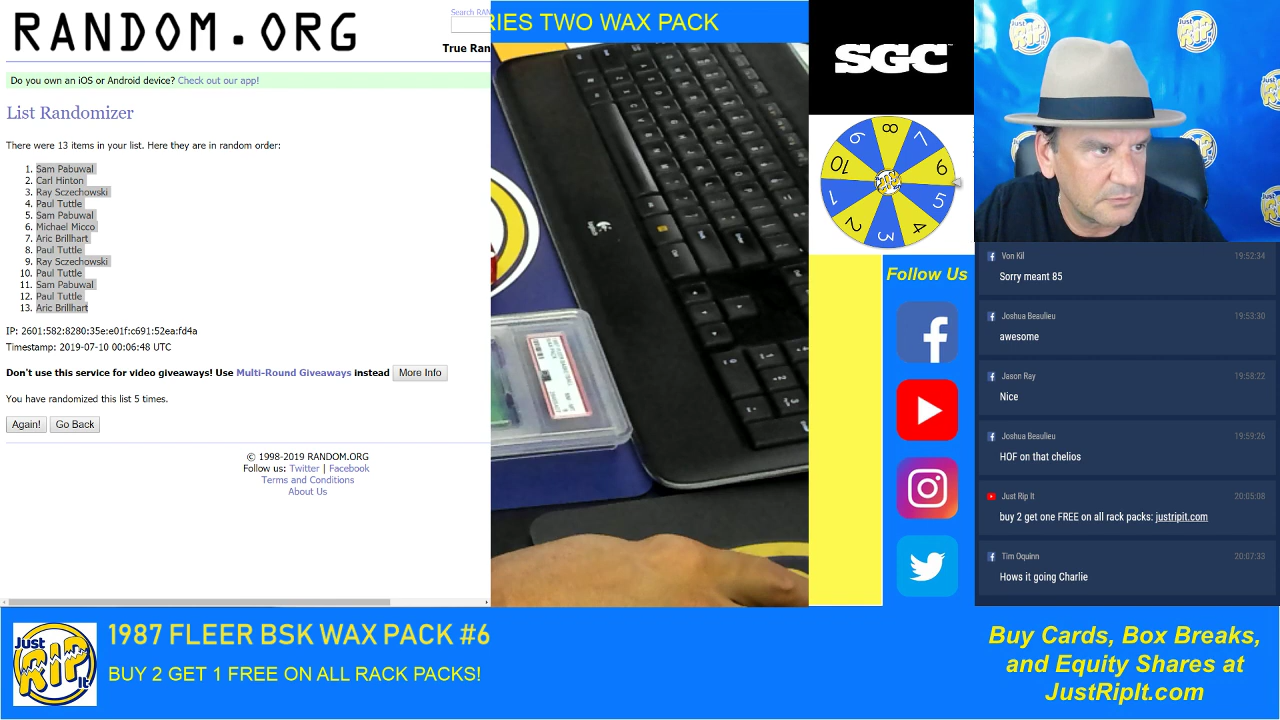 RANDOM.ORG
Search RAN
True Ran
Do you own an iOS or Android device? Check out our app!
List Randomizer
There were 13 items in your list. Here they are in random order:
1. Sam Pabuwal
2. Carl Hinton
3. Ray Sczechowski
4. Paul Tuttle
5. Sam Pabuwal
6. Michael Micco
7. Aric Brillhart
8. Paul Tuttle
9. Ray Sczechowski
10. Paul Tuttle
11. Sam Pabuwal
12. Paul Tuttle
13. Aric Brillhart
IP: 2601:582:8280:35e:e01f:c691:52ea:fd4a
Timestamp: 2019-07-10 00:06:48 UTC
Don't use this service for video giveaways! Use Multi-Round Giveaways instead More Info
You have randomized this list 5 times.
Again! Go Back
© 1998-2019 RANDOM.ORG
Follow us: Twitter | Facebook
Terms and Conditions
About Us
RIES TWO WAX PACK
SGC
8
7
6
5
4
3
2
1
10
9
Follow Us
Von Kil 19:52:34
Sorry meant 85
Joshua Beaulieu 19:53:30
awesome
Jason Ray 19:58:22
Nice
Joshua Beaulieu 19:59:26
HOF on that chelios
Just Rip It 20:05:08
buy 2 get one FREE on all rack packs: justripit.com
Tim Oquinn 20:07:33
Hows it going Charlie
Just
RIP
It
1987 FLEER BSK WAX PACK #6
BUY 2 GET 1 FREE ON ALL RACK PACKS!
Buy Cards, Box Breaks,
and Equity Shares at
JustRipIt.com